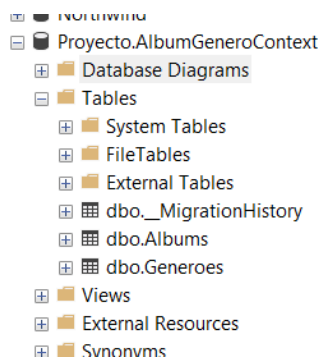 Northwind
Proyecto.AlbumGeneroContext
Database Diagrams
Tables
System Tables
FileTables
External Tables
dbo.__MigrationHistory
dbo.Albums
dbo.Generoes
Views
External Resources
Synonyms